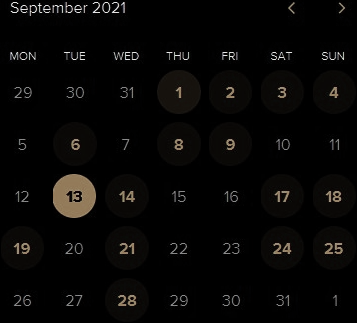 September 2021
MON TUE WED THU FRI SAT SUN
29 30 31 1 2 3 4
5 6 7 8 9 10 11
12 13 14 15 16 17 18
19 20 21 22 23 24 25
26 27 28 29 30 31 1